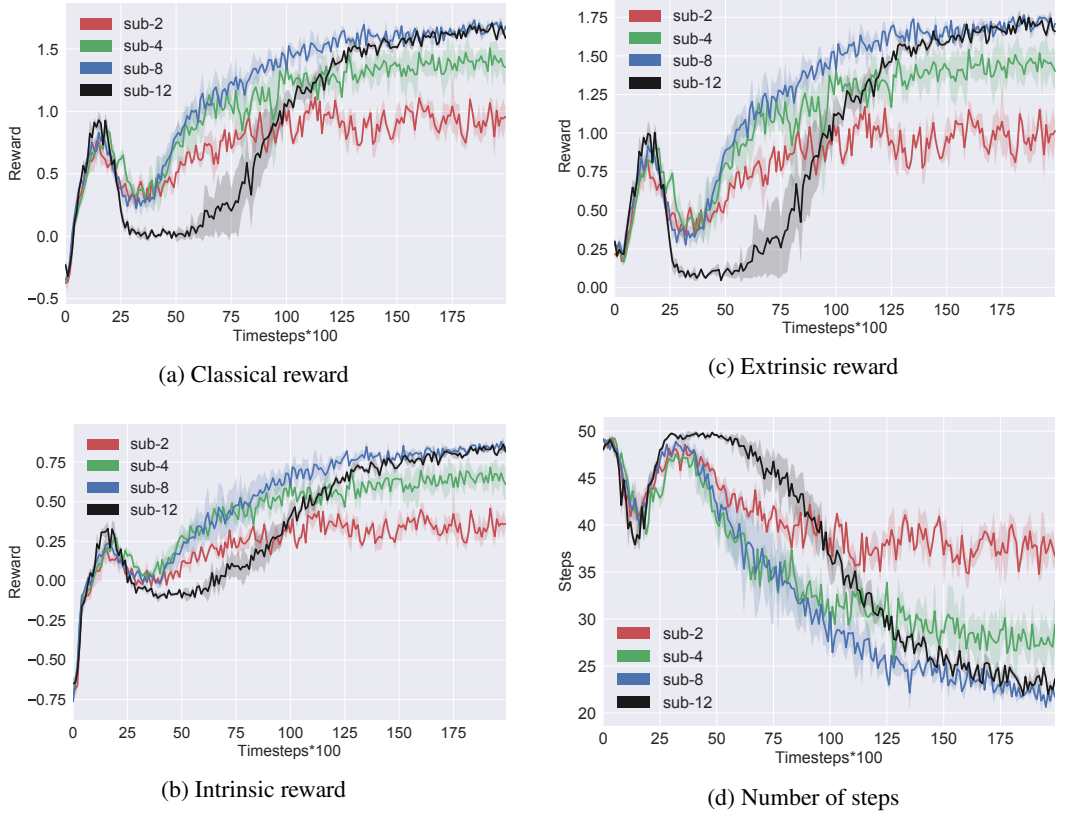 sub-2
sub-4
sub-8
sub-12
1.5
1.0
0.5
0.0
−0.5
Reward
0 25 50 75 100 125 150 175
Timesteps*100
(a) Classical reward
sub-2
sub-4
sub-8
sub-12
1.75
1.50
1.25
1.00
0.75
0.50
0.25
0.00
Reward
0 25 50 75 100 125 150 175
Timesteps*100
(c) Extrinsic reward
sub-2
sub-4
sub-8
sub-12
0.75
0.50
0.25
0.00
−0.25
−0.50
−0.75
Reward
0 25 50 75 100 125 150 175
Timesteps*100
(b) Intrinsic reward
50
45
40
35
30
25
20
Steps
sub-2
sub-4
sub-8
sub-12
0 25 50 75 100 125 150 175
Timesteps*100
(d) Number of steps